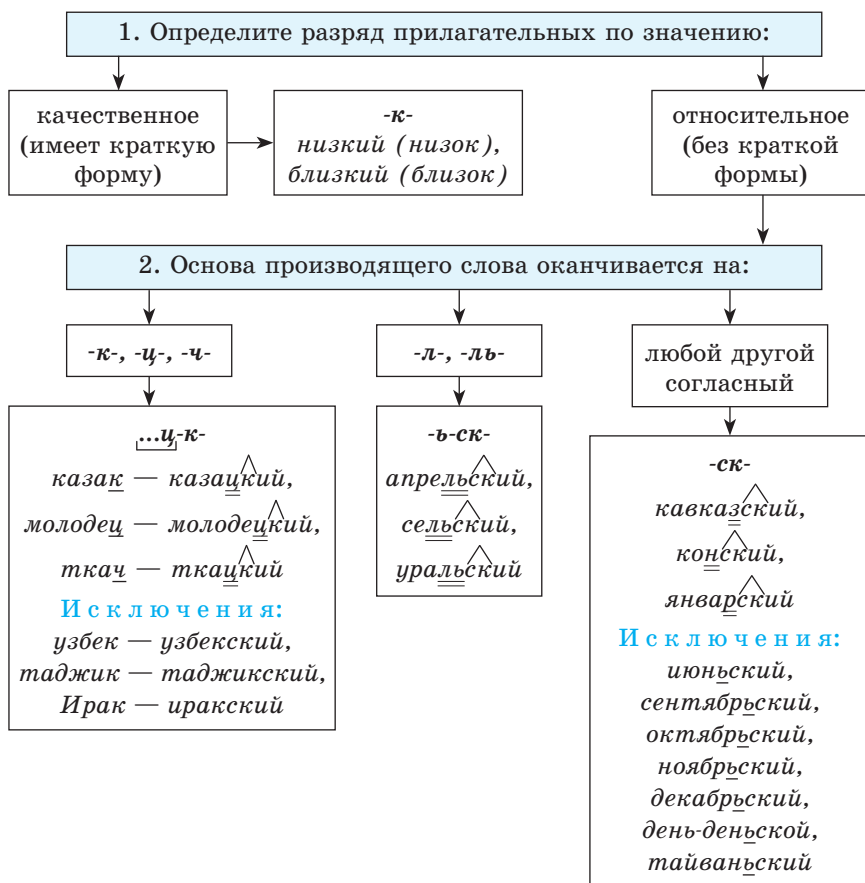 1. Определите разряд прилагательных по значению:
качественное
(имеет краткую
форму)
-к-
низкий (низок),
близкий (близок)
относительное
(без краткой
формы)
2. Основа производящего слова оканчивается на:
-к-, -ц-, -ч-
...ц-к-
казак — казацкий,
молодец — молодецкий,
ткач — ткацкий
Исключения:
узбек — узбекский,
таджик — таджикский,
Ирак — иракский
-л-, -ль-
-ь-ск-
апрельский,
сельский,
уральский
любой другой
согласный
-ск-
кавказский,
конский,
январский
Исключения:
июньский,
сентябрьский,
октябрьский,
ноябрьский,
декабрьский,
день-деньской,
тайваньский